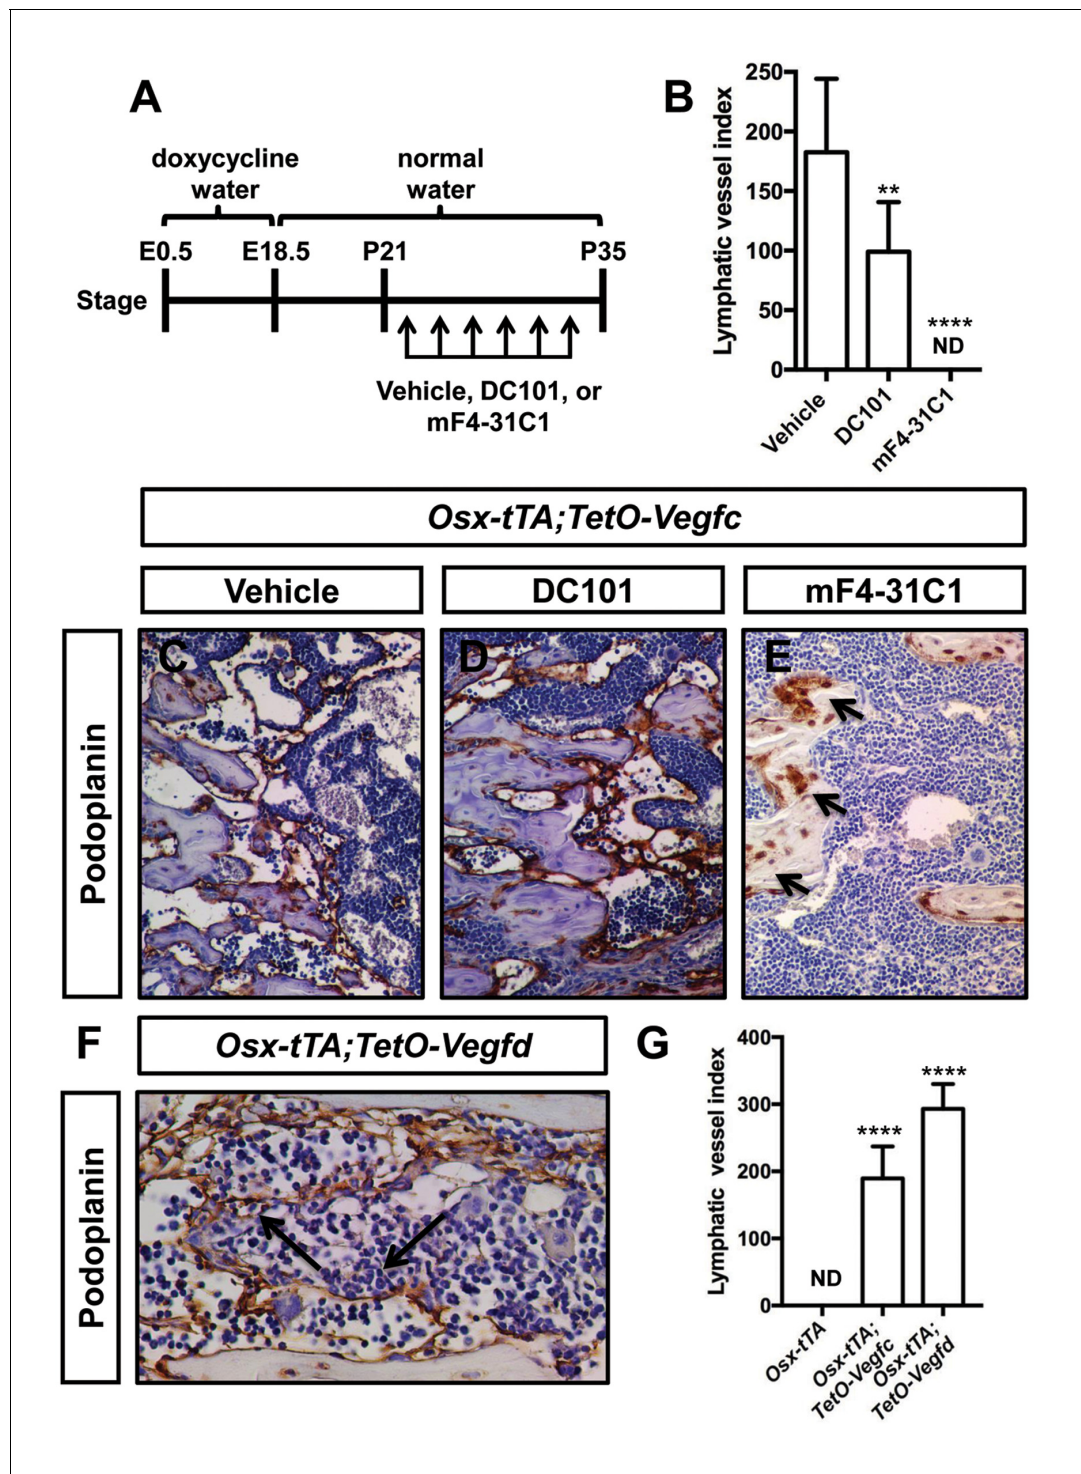 A
doxycycline
water
normal
water
E0.5
E18.5
P21
P35
Stage
Vehicle, DC101, or
mF4-31C1
B
Lymphatic vessel index
250
200
150
100
50
0
**
****
ND
Vehicle
DC101
mF4-31C1
Osx-tTA;TetO-Vegfc
Vehicle
DC101
mF4-31C1
Podoplanin
C
D
E
F
Osx-tTA;TetO-Vegfd
Podoplanin
G
Lymphatic vessel index
400
300
200
100
0
ND
****
****
Osx-tTA
Osx-tTA;
TetO-Vegfc
Osx-tTA;
TetO-Vegfd